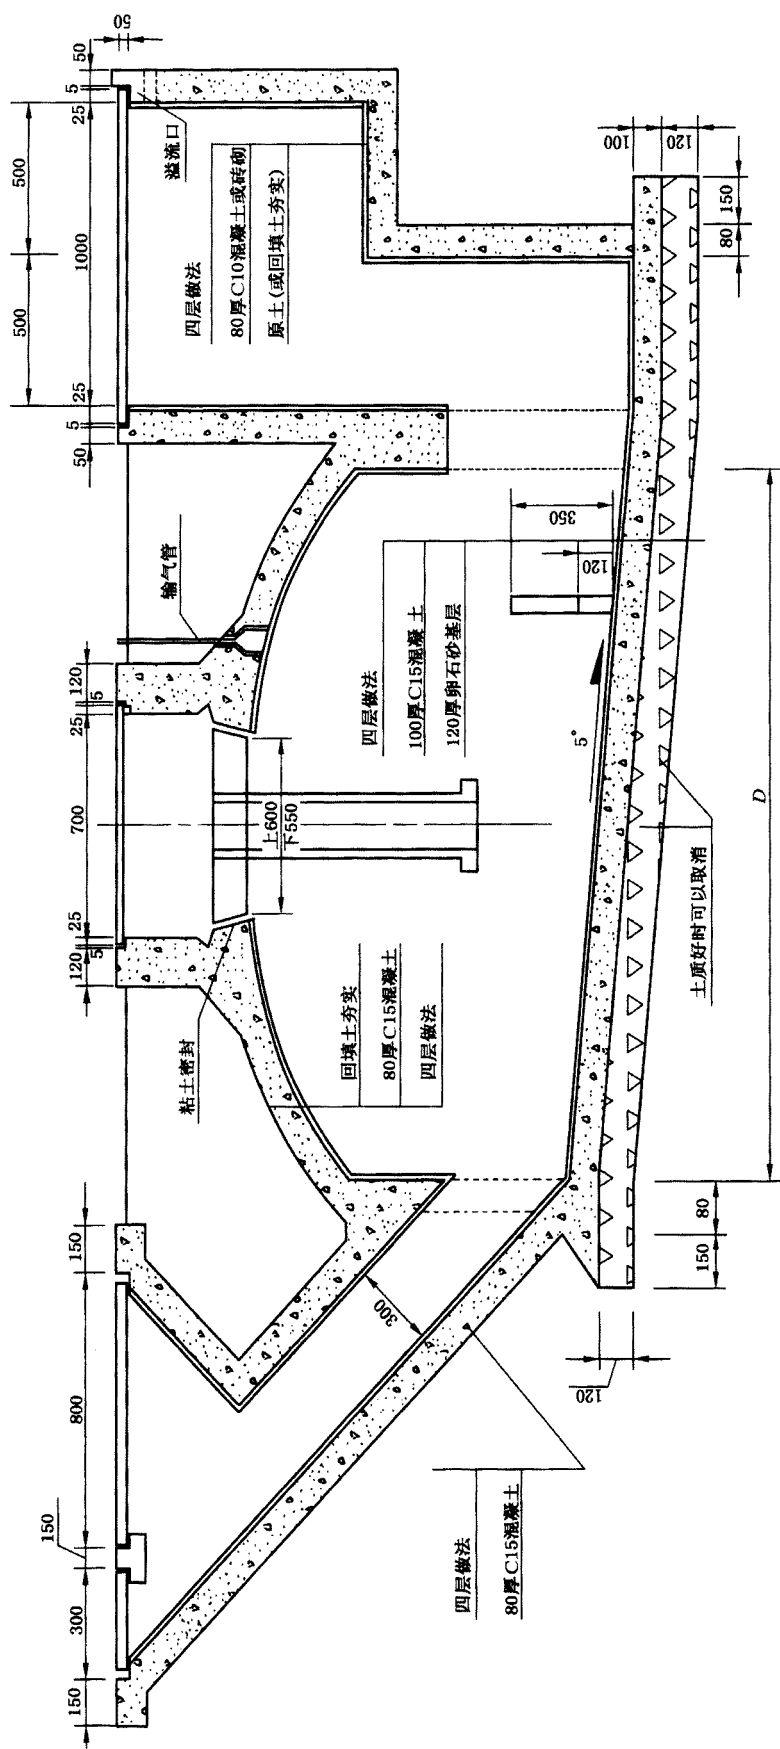 150
300
150
800
150
120
5
25
700
25
5
120
50
5
25
1000
25
5
50
500
500
50
溢流口
四层做法
80厚C10混凝土或砖砌
原土(或回填土夯实)
输气管
粘土密封
回填土夯实
80厚C15混凝土
四层做法
上600
下550
四层做法
100厚C15混凝土
120厚卵石砂基层
350
120
5°
300
四层做法
80厚C15混凝土
土质好时可以取消
D
120
150
80
80
150
100
120